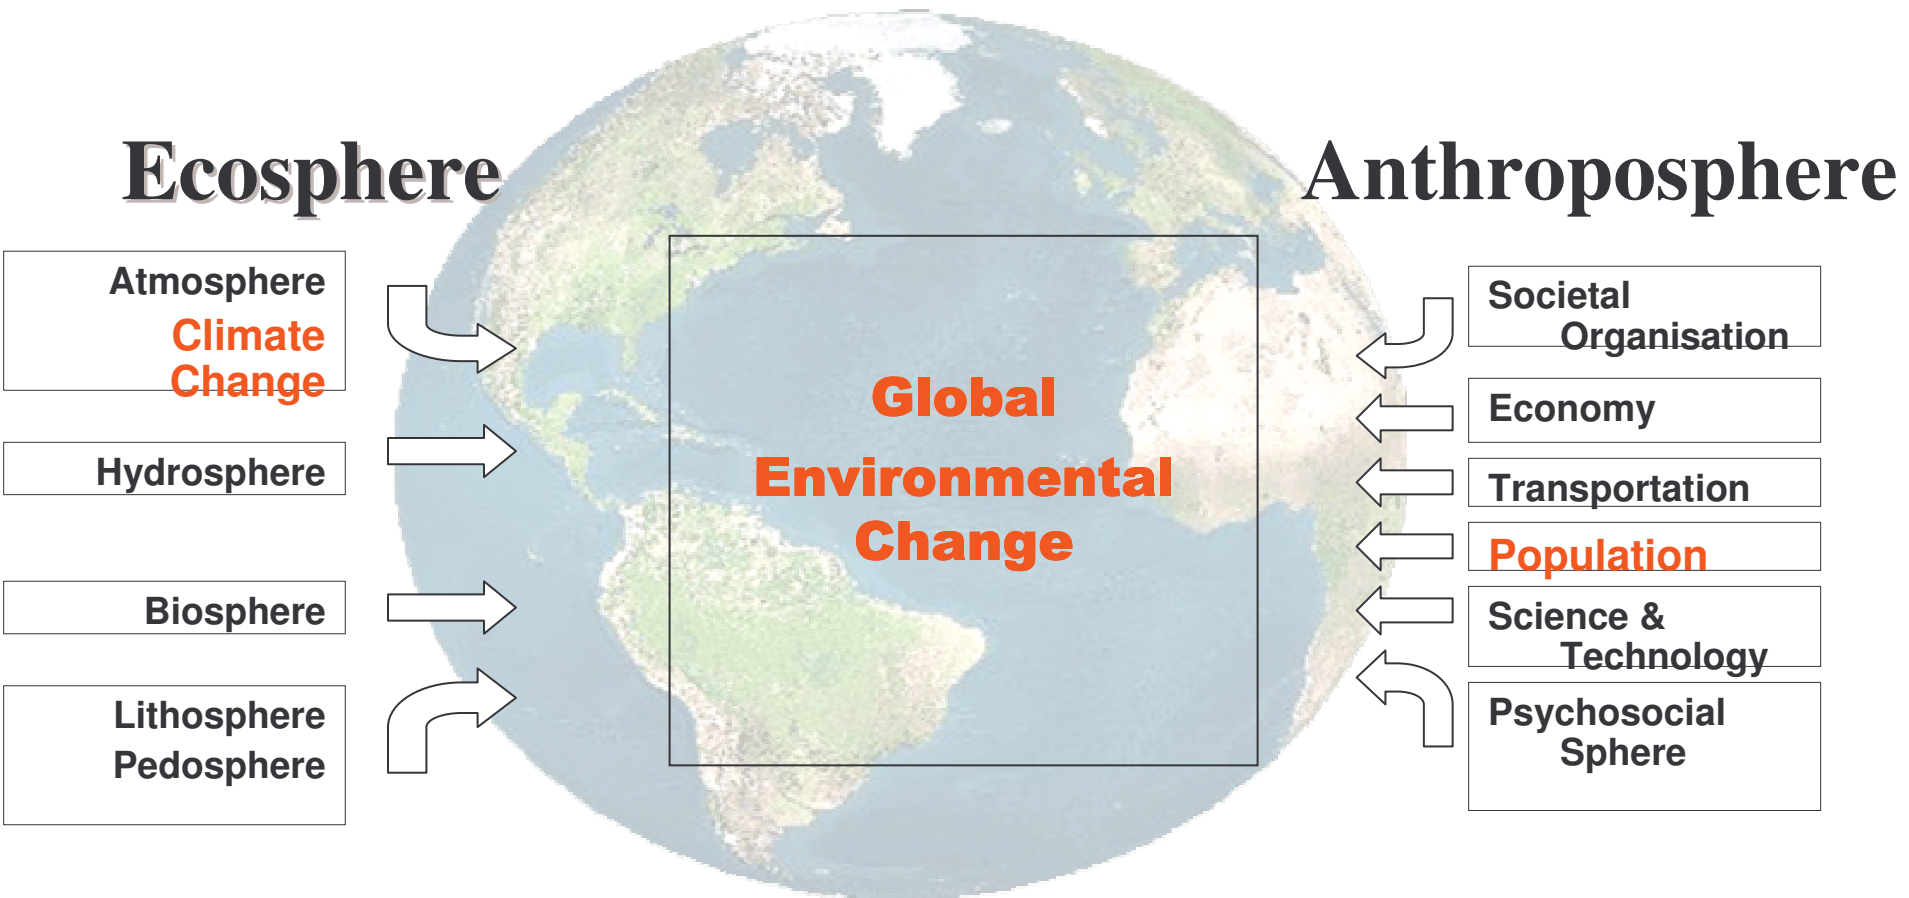 Ecosphere
Anthroposphere
Atmosphere
Climate
Change
Hydrosphere
Biosphere
Lithosphere
Pedosphere
Global
Environmental
Change
Societal
Organisation
Economy
Transportation
Population
Science &
Technology
Psychosocial
Sphere